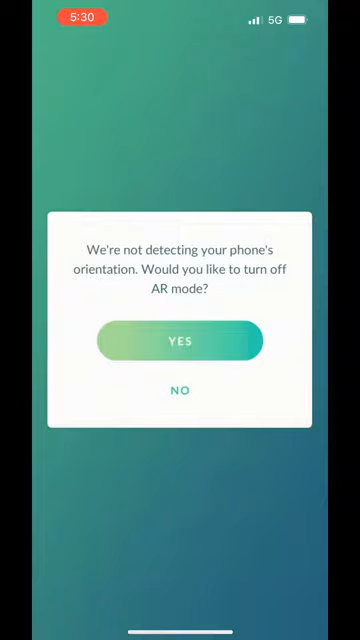 5:30
5G
We're not detecting your phone's
orientation. Would you like to turn off
AR mode?
YES
NO